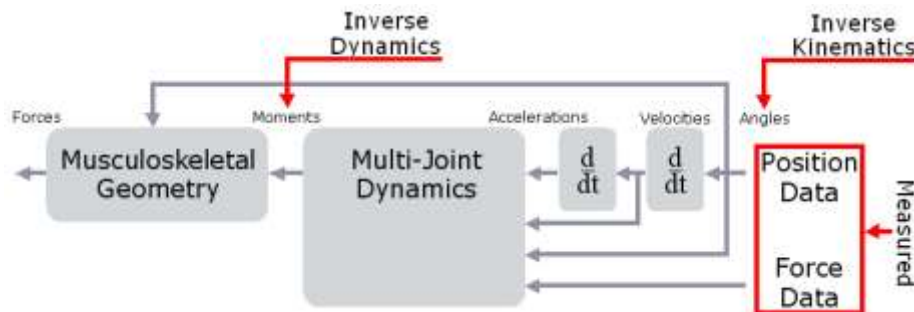 Inverse
Dynamics
Inverse
Kinematics
Forces
Moments
Accelerations
Velocities
Angles
Musculoskeletal
Geometry
Multi-Joint
Dynamics
d
dt
d
dt
Position
Data
Force
Data
Measured